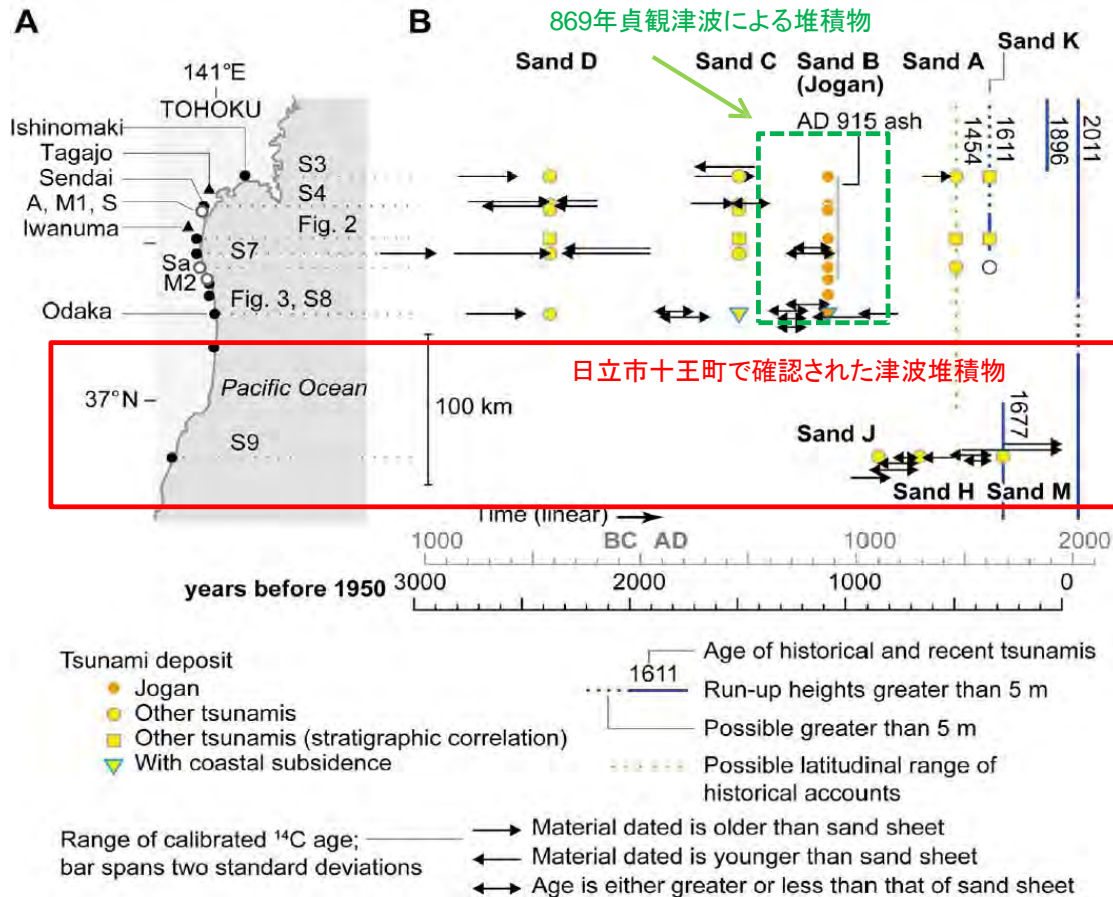 A
B
869年貞観津波による堆積物
Sand K
Sand D
Sand C
Sand B
(Jogan)
Sand A
141°E
TOHOKU
AD 915 ash
1454
1611
1896
2011
Ishinomaki
Tagajo
Sendai
A, M1, S
Iwanuma
S3
S4
Fig. 2
S7
Sa
M2
Fig. 3, S8
Odaka
日立市十王町で確認された津波堆積物
Pacific Ocean
37°N
100 km
1677
S9
Sand J
Sand H
Sand M
Time (linear)
1000
BC
AD
1000
2000
years before 1950
3000
2000
1000
0
Tsunami deposit
Jogan
Other tsunamis
Other tsunamis (stratigraphic correlation)
With coastal subsidence
Age of historical and recent tsunamis
1611
Run-up heights greater than 5 m
Possible greater than 5 m
Possible latitudinal range of
historical accounts
Range of calibrated ¹⁴C age;
bar spans two standard deviations
Material dated is older than sand sheet
Material dated is younger than sand sheet
Age is either greater or less than that of sand sheet